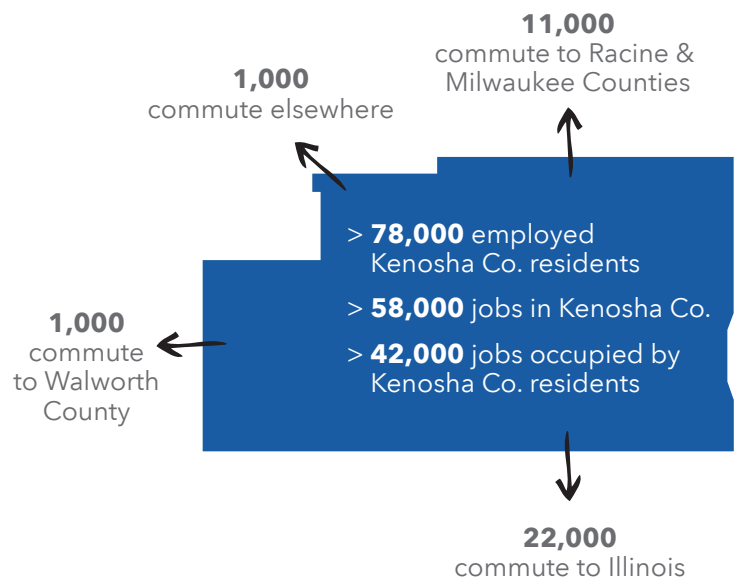 11,000
commute to Racine &
Milwaukee Counties
1,000
commute elsewhere
> 78,000 employed
Kenosha Co. residents
> 58,000 jobs in Kenosha Co.
> 42,000 jobs occupied by
Kenosha Co. residents
1,000
commute
to Walworth
County
22,000
commute to Illinois